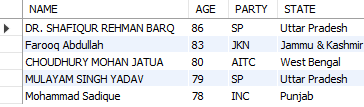 NAME AGE PARTY STATE
DR. SHAFIQUR REHMAN BARQ 86 SP Uttar Pradesh
Farooq Abdullah 83 JKN Jammu & Kashmir
CHOUDHURY MOHAN JATUA 80 AITC West Bengal
MULAYAM SINGH YADAV 79 SP Uttar Pradesh
Mohammad Sadique 78 INC Punjab